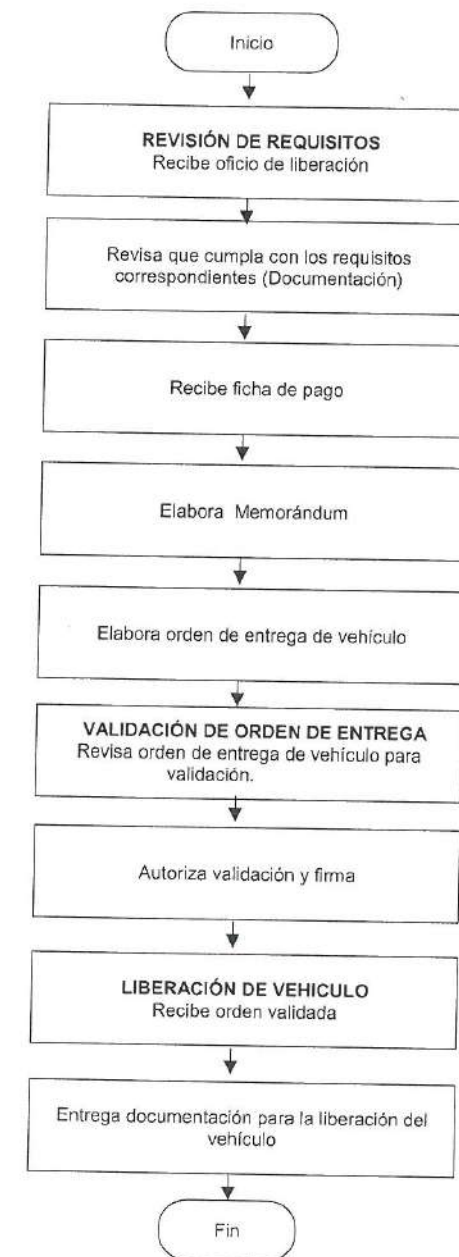 Inicio
REVISIÓN DE REQUISITOS
Recibe oficio de liberación
Revisa que cumpla con los requisitos
correspondientes (Documentación)
Recibe ficha de pago
Elabora Memorándum
Elabora orden de entrega de vehículo
VALIDACIÓN DE ORDEN DE ENTREGA
Revisa orden de entrega de vehículo para
validación.
Autoriza validación y firma
LIBERACIÓN DE VEHICULO
Recibe orden validada
Entrega documentación para la liberación del
vehículo
Fin